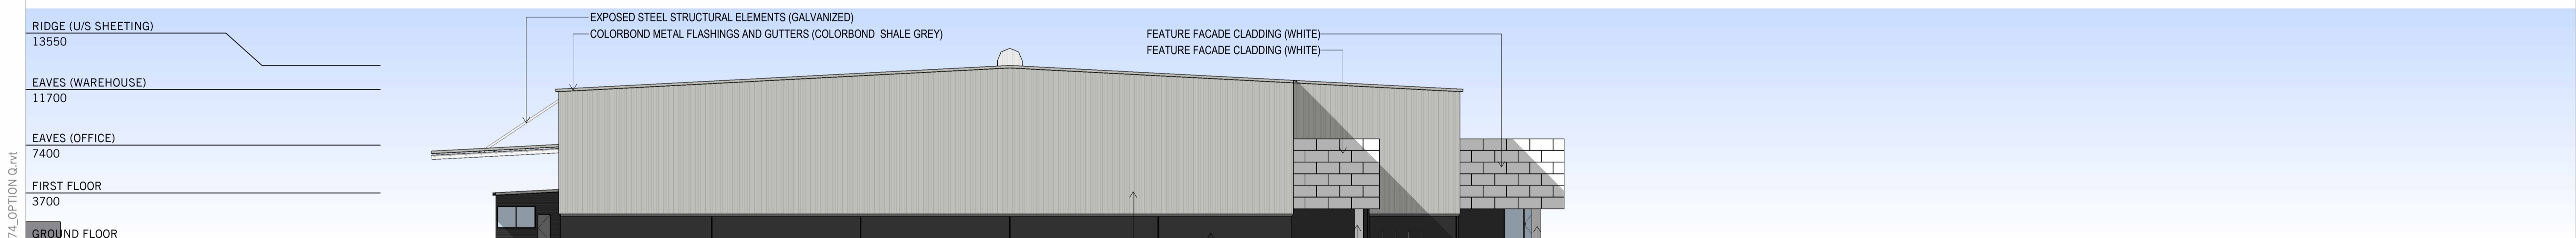 RIDGE (U/S SHEETING)
13550
EAVES (WAREHOUSE)
11700
EAVES (OFFICE)
7400
FIRST FLOOR
3700
GROUND FLOOR
74_OPTION Q.rvt
EXPOSED STEEL STRUCTURAL ELEMENTS (GALVANIZED)
COLORBOND METAL FLASHINGS AND GUTTERS (COLORBOND SHALE GREY)
FEATURE FACADE CLADDING (WHITE)
FEATURE FACADE CLADDING (WHITE)